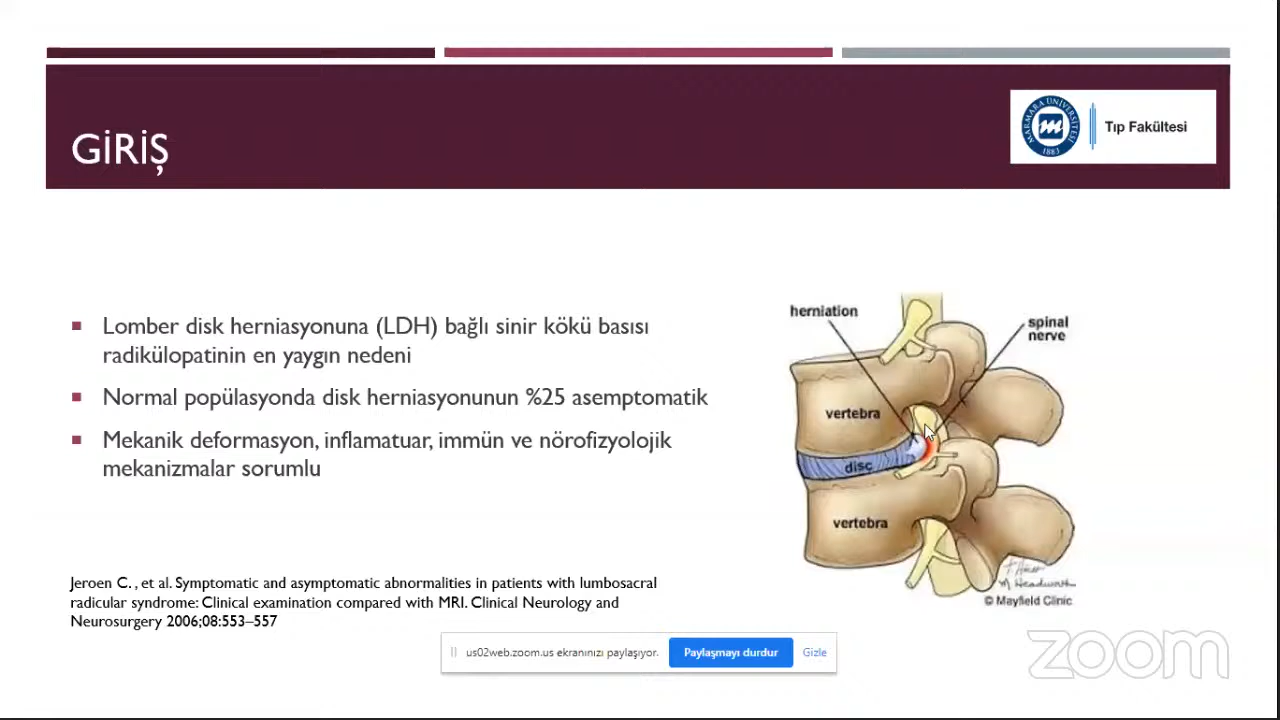 GİRİŞ
MARMARA ÜNİVERSİTESİ
1883
Tıp Fakültesi
Lomber disk herniasyonuna (LDH) bağlı sinir kökü basısı
radikülopatinin en yaygın nedeni
Normal popülasyonda disk herniasyonunun %25 asemptomatik
Mekanik deformasyon, inflamatuar, immün ve nörofizyolojik
mekanizmalar sorumlu
herniation
spinal
nerve
vertebra
disc
vertebra
© Mayfield Clinic
Jeroen C. , et al. Symptomatic and asymptomatic abnormalities in patients with lumbosacral
radicular syndrome: Clinical examination compared with MRI. Clinical Neurology and
Neurosurgery 2006;08:553–557
us02web.zoom.us ekranınızı paylaşıyor.
Paylaşmayı durdur
Gizle
zoom